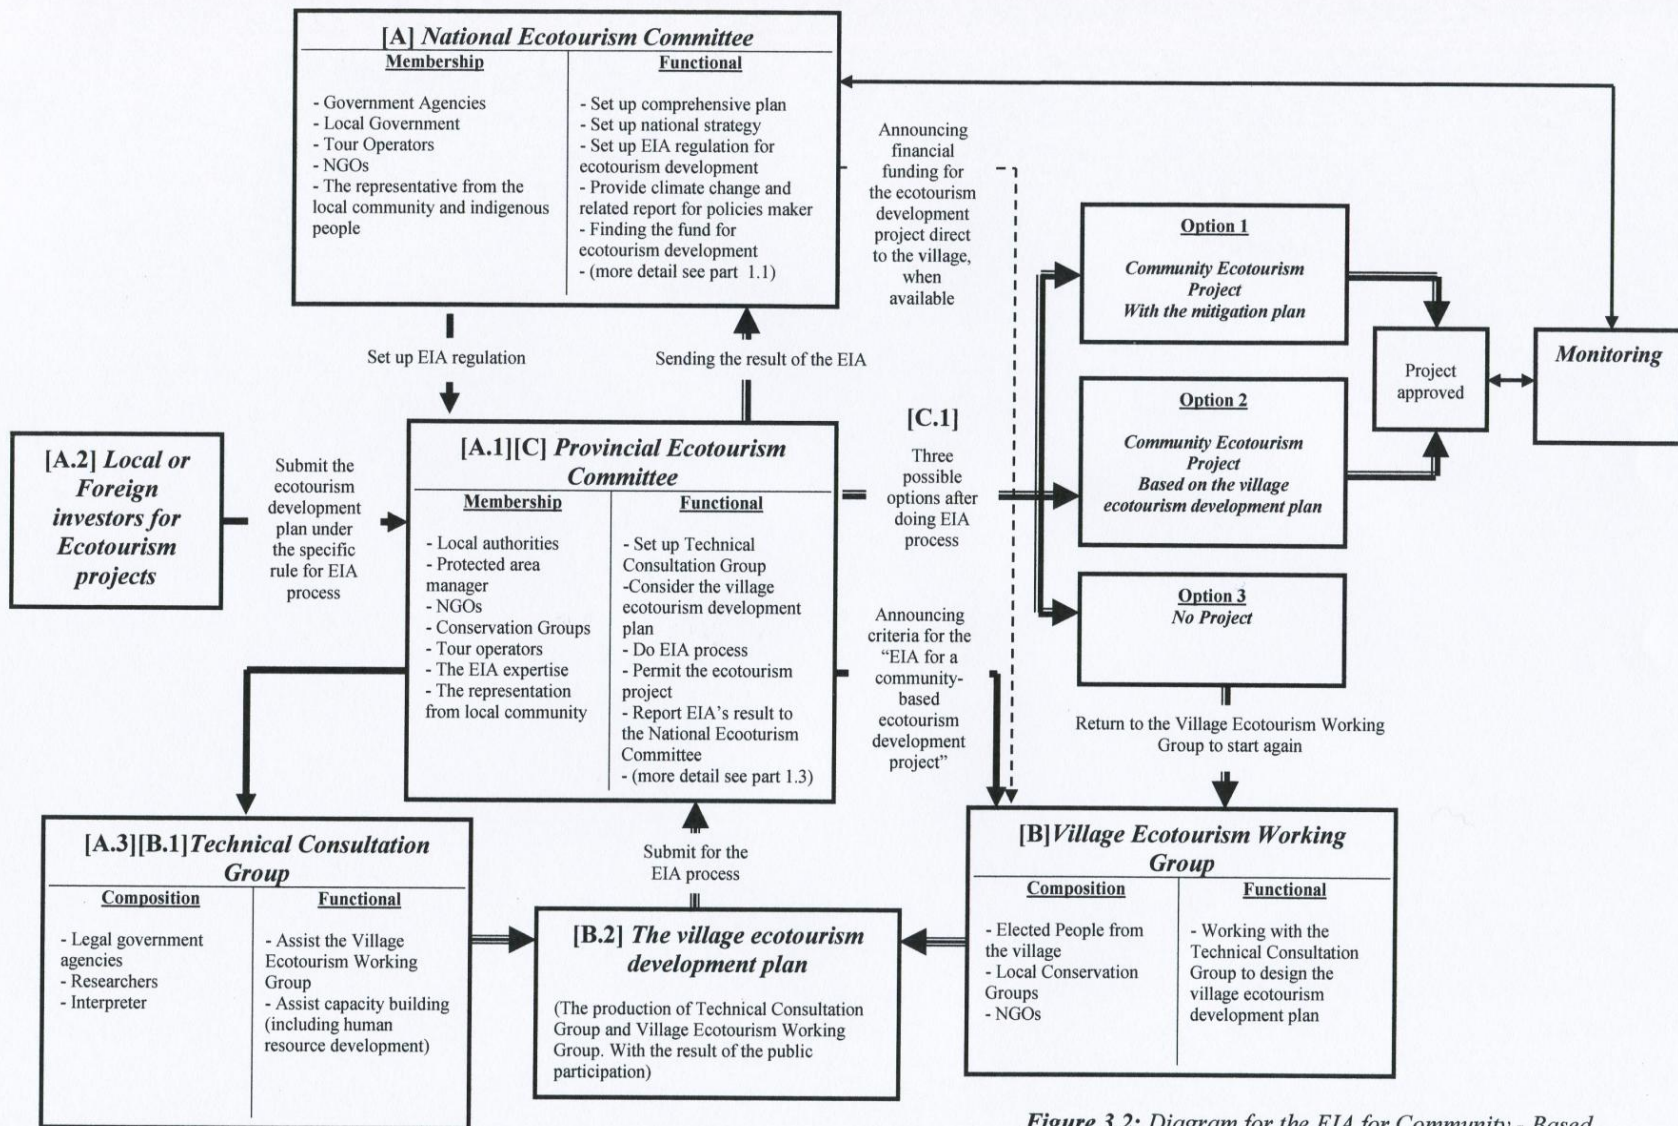 [A] National Ecotourism Committee
Membership
- Government Agencies
- Local Government
- Tour Operators
- NGOs
- The representative from the
local community and indigenous
people
Functional
- Set up comprehensive plan
- Set up national strategy
- Set up EIA regulation for
ecotourism development
- Provide climate change and
related report for policies maker
- Finding the fund for
ecotourism development
- (more detail see part 1.1)
Announcing
financial
funding for
the ecotourism
development
project direct
to the village,
when
available
Set up EIA regulation
Sending the result of the EIA
Option 1
Community Ecotourism
Project
With the mitigation plan
Option 2
Community Ecotourism
Project
Based on the village
ecotourism development plan
Option 3
No Project
Project
approved
Monitoring
[A.2] Local or
Foreign
investors for
Ecotourism
projects
Submit the
ecotourism
development
plan under
the specific
rule for EIA
process
[A.1][C] Provincial Ecotourism
Committee
Membership
- Local authorities
- Protected area
manager
- NGOs
- Conservation Groups
- Tour operators
- The EIA expertise
- The representation
from local community
Functional
- Set up Technical
Consultation Group
-Consider the village
ecotourism development
plan
- Do EIA process
- Permit the ecotourism
project
- Report EIA's result to
the National Ecooturism
Committee
- (more detail see part 1.3)
[C.1]
Three
possible
options after
doing EIA
process
Announcing
criteria for the
“EIA for a
community-
based
ecotourism
development
project”
Return to the Village Ecotourism Working
Group to start again
[A.3][B.1]Technical Consultation
Group
Composition
- Legal government
agencies
- Researchers
- Interpreter
Functional
- Assist the Village
Ecotourism Working
Group
- Assist capacity building
(including human
resource development)
Submit for the
EIA process
[B.2] The village ecotourism
development plan
(The production of Technical Consultation
Group and Village Ecotourism Working
Group. With the result of the public
participation)
[B]Village Ecotourism Working
Group
Composition
- Elected People from
the village
- Local Conservation
Groups
- NGOs
Functional
- Working with the
Technical Consultation
Group to design the
village ecotourism
development plan
Figure 3.2: Diagram for the EIA for Community - Based